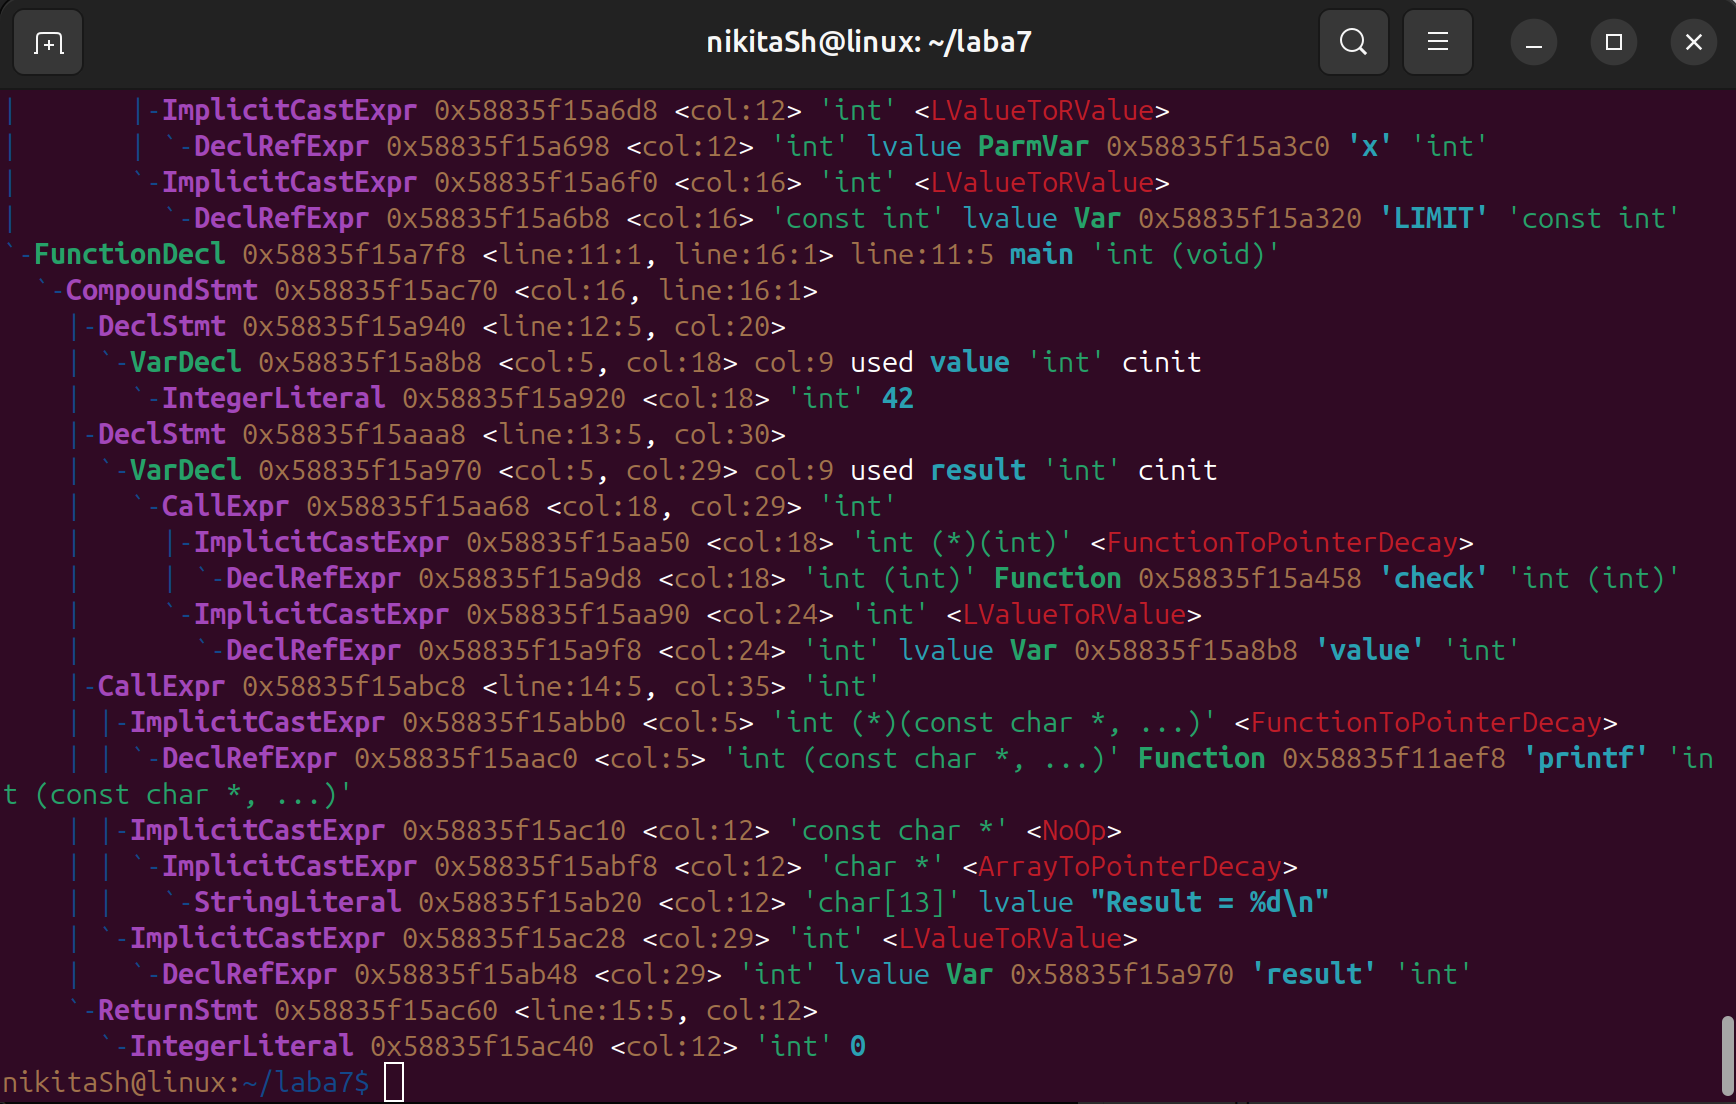 nikitaSh@linux: ~/laba7
|       |-ImplicitCastExpr 0x58835f15a6d8 <col:12> 'int' <LValueToRValue>
|       | `-DeclRefExpr 0x58835f15a698 <col:12> 'int' lvalue ParmVar 0x58835f15a3c0 'x' 'int'
|       `-ImplicitCastExpr 0x58835f15a6f0 <col:16> 'int' <LValueToRValue>
|         `-DeclRefExpr 0x58835f15a6b8 <col:16> 'const int' lvalue Var 0x58835f15a320 'LIMIT' 'const int'
`-FunctionDecl 0x58835f15a7f8 <line:11:1, line:16:1> line:11:5 main 'int (void)'
  `-CompoundStmt 0x58835f15ac70 <col:16, line:16:1>
    |-DeclStmt 0x58835f15a940 <line:12:5, col:20>
    | `-VarDecl 0x58835f15a8b8 <col:5, col:18> col:9 used value 'int' cinit
    |   `-IntegerLiteral 0x58835f15a920 <col:18> 'int' 42
    |-DeclStmt 0x58835f15aaa8 <line:13:5, col:30>
    | `-VarDecl 0x58835f15a970 <col:5, col:29> col:9 used result 'int' cinit
    |   `-CallExpr 0x58835f15aa68 <col:18, col:29> 'int'
    |     |-ImplicitCastExpr 0x58835f15aa50 <col:18> 'int (*)(int)' <FunctionToPointerDecay>
    |     | `-DeclRefExpr 0x58835f15a9d8 <col:18> 'int (int)' Function 0x58835f15a458 'check' 'int (int)'
    |     `-ImplicitCastExpr 0x58835f15aa90 <col:24> 'int' <LValueToRValue>
    |       `-DeclRefExpr 0x58835f15a9f8 <col:24> 'int' lvalue Var 0x58835f15a8b8 'value' 'int'
    |-CallExpr 0x58835f15abc8 <line:14:5, col:35> 'int'
    | |-ImplicitCastExpr 0x58835f15abb0 <col:5> 'int (*)(const char *, ...)' <FunctionToPointerDecay>
    | | `-DeclRefExpr 0x58835f15aac0 <col:5> 'int (const char *, ...)' Function 0x58835f11aef8 'printf' 'in
t (const char *, ...)'
    | |-ImplicitCastExpr 0x58835f15ac10 <col:12> 'const char *' <NoOp>
    | | `-ImplicitCastExpr 0x58835f15abf8 <col:12> 'char *' <ArrayToPointerDecay>
    | |   `-StringLiteral 0x58835f15ab20 <col:12> 'char[13]' lvalue "Result = %d\n"
    | `-ImplicitCastExpr 0x58835f15ac28 <col:29> 'int' <LValueToRValue>
    |   `-DeclRefExpr 0x58835f15ab48 <col:29> 'int' lvalue Var 0x58835f15a970 'result' 'int'
    `-ReturnStmt 0x58835f15ac60 <line:15:5, col:12>
      `-IntegerLiteral 0x58835f15ac40 <col:12> 'int' 0
nikitaSh@linux:~/laba7$